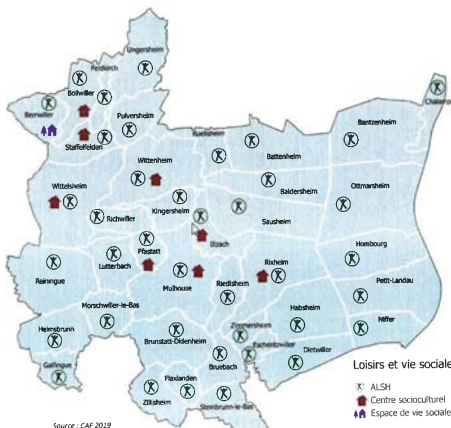 Ungersheim
Feldkirch
Bollwiller
Berrwiller
Pulversheim
Staffelfelden
Ruelisheim
Bantzenheim
Chalampé
Wittenheim
Battenheim
Baldersheim
Ottmarsheim
Wittelsheim
Kingersheim
Richwiller
Sausheim
Illzach
Pfastatt
Lutterbach
Hombourg
Reiningue
Mulhouse
Rixheim
Riedisheim
Petit-Landau
Morschwiller-le-Bas
Habsheim
Niffer
Heimsbrunn
Brunstatt-Didenheim
Zimmersheim
Eschentzwiller
Dietwiller
Galfingue
Bruebach
Flaxlanden
Zillisheim
Steinbrunn-le-Bas
Loisirs et vie sociale
ALSH
Centre socioculturel
Espace de vie sociale
Source : CAF 2019